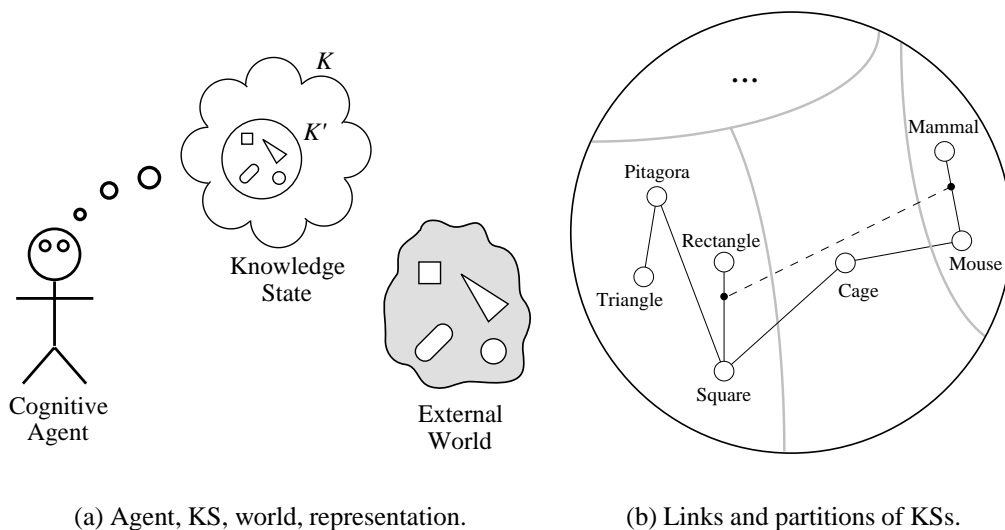 K
K'
Knowledge
State
Cognitive
Agent
External
World
(a) Agent, KS, world, representation.
...
Mammal
Pitagora
Rectangle
Triangle
Cage
Mouse
Square
(b) Links and partitions of KSs.